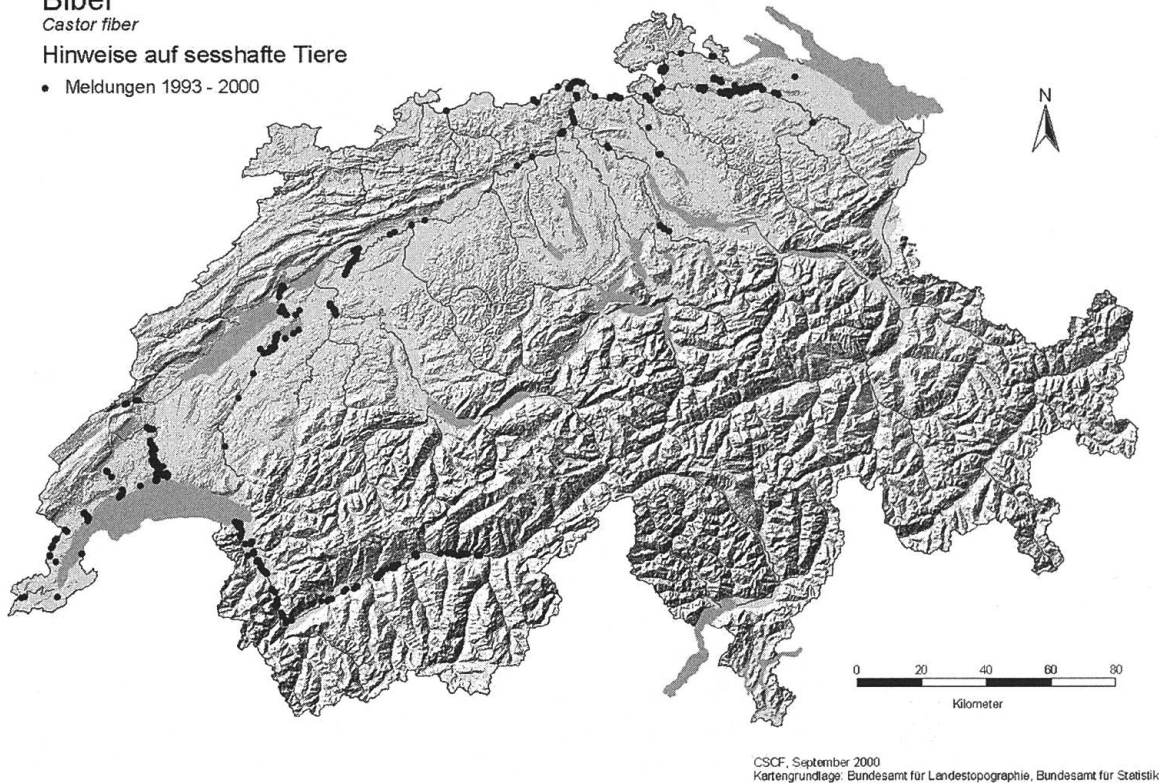 Biber
Castor fiber
Hinweise auf sesshafte Tiere
• Meldungen 1993 - 2000
N
0 20 40 60 80
Kilometer
CSCF, September 2000
Kartengrundlage: Bundesamt für Landestopographie, Bundesamt für Statistik